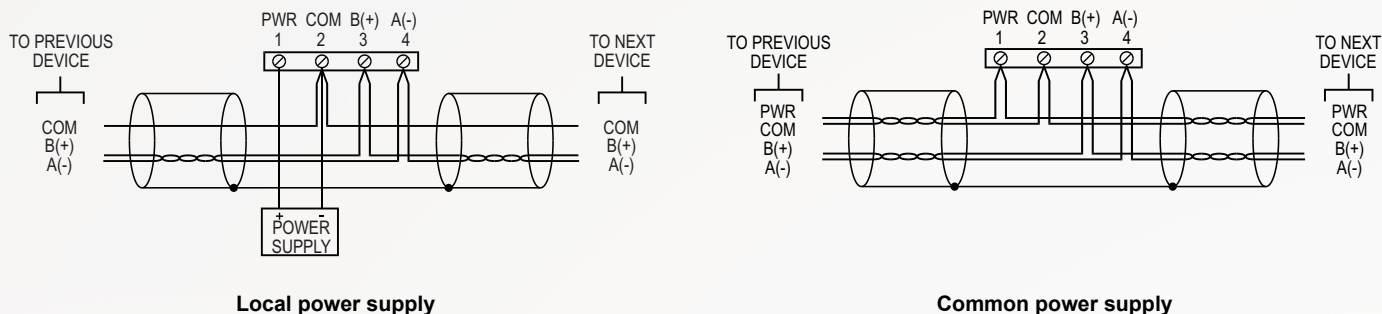 PWR COM B(+) A(-)
1 2 3 4
TO PREVIOUS
DEVICE
COM
B(+)
A(-)
TO NEXT
DEVICE
COM
B(+)
A(-)
+ -
POWER
SUPPLY
Local power supply
PWR COM B(+) A(-)
1 2 3 4
TO PREVIOUS
DEVICE
PWR
COM
B(+)
A(-)
TO NEXT
DEVICE
PWR
COM
B(+)
A(-)
Common power supply